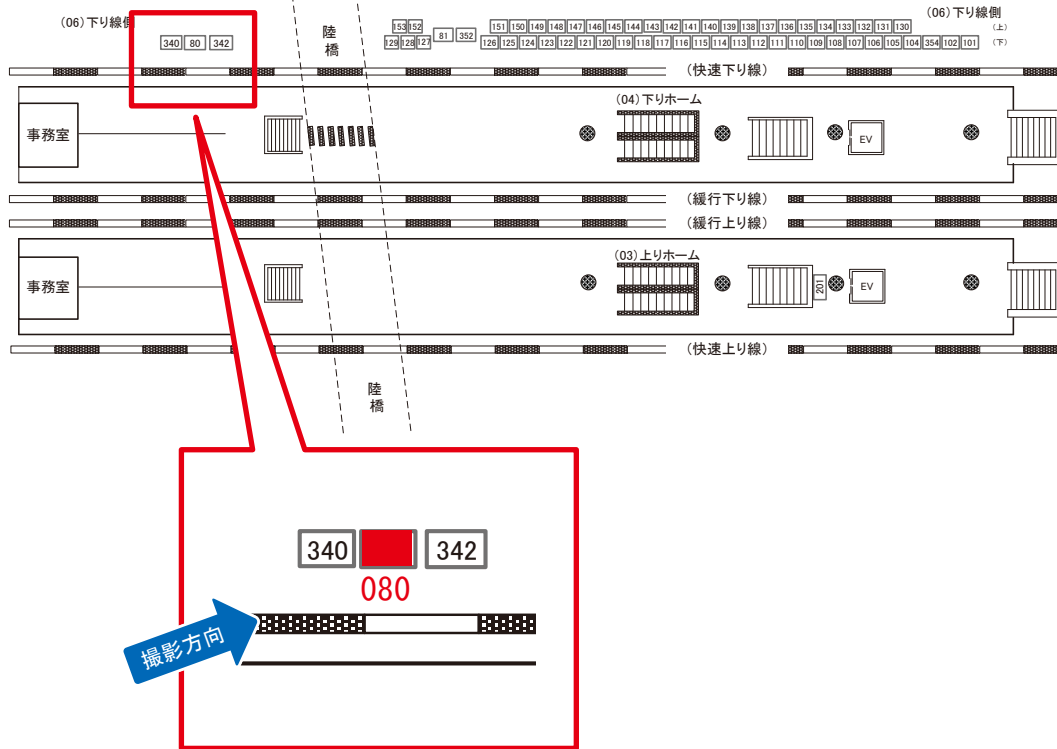 (06)下り線側
340 80 342
陸橋
153 152
129 128 127
81 352
151 150 149 148 147 146 145 144 143 142 141 140 139 138 137 136 135 134 133 132 131 130
(上)
126 125 124 123 122 121 120 119 118 117 116 115 114 113 112 111 110 109 108 107 106 105 104 354 102 101
(下)
(06)下り線側
(快速下り線)
事務室
(04)下りホーム
EV
(緩行下り線)
(緩行上り線)
事務室
(03)上りホーム
201
EV
(快速上り線)
陸橋
340 342
080
撮影方向